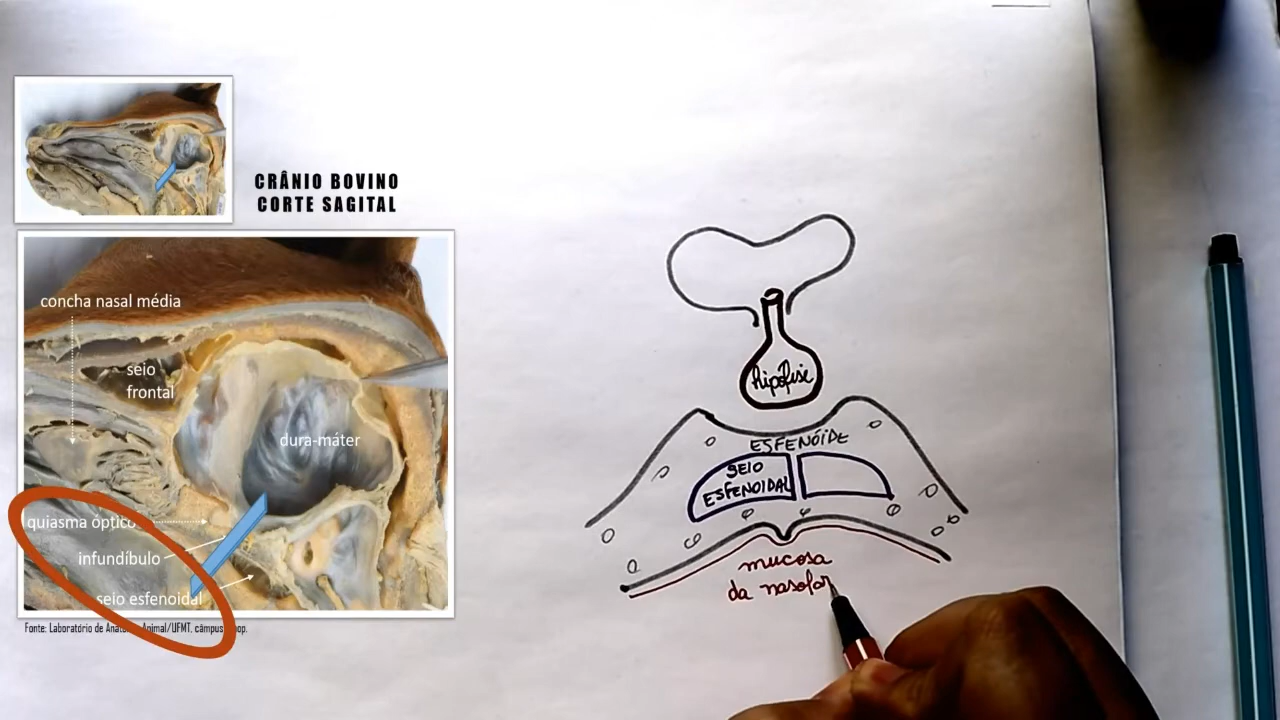 CRÂNIO BOVINO
CORTE SAGITAL
concha nasal média
seio
frontal
dura-máter
quiasma óptico
infundíbulo
seio esfenoidal
Fonte: Laboratório de Animal/UFMT, câmpus
hipófise
ESFENÓIDE
SEIO
ESFENOIDAL
mucosa
da nasofar